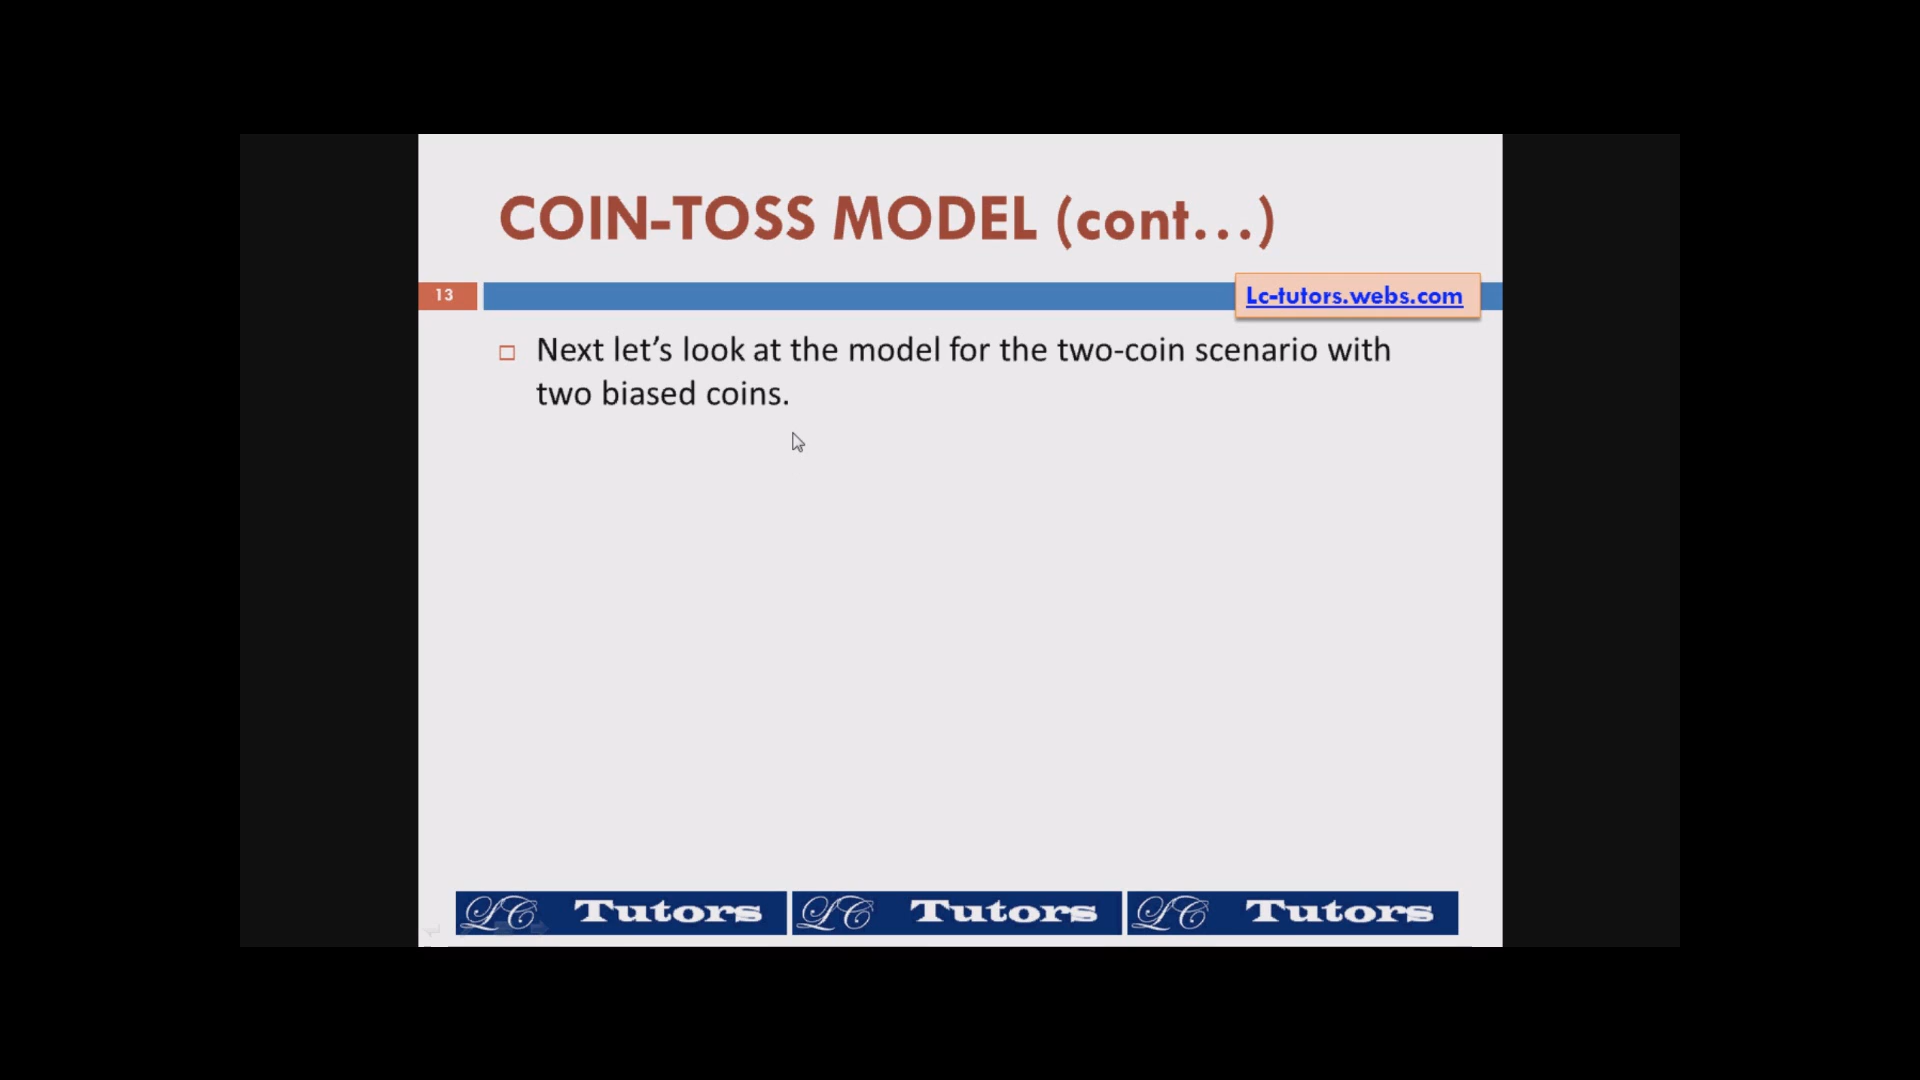 COIN-TOSS MODEL (cont...)
13
Lc-tutors.webs.com
Next let’s look at the model for the two-coin scenario with
two biased coins.
LC Tutors LC Tutors LC Tutors